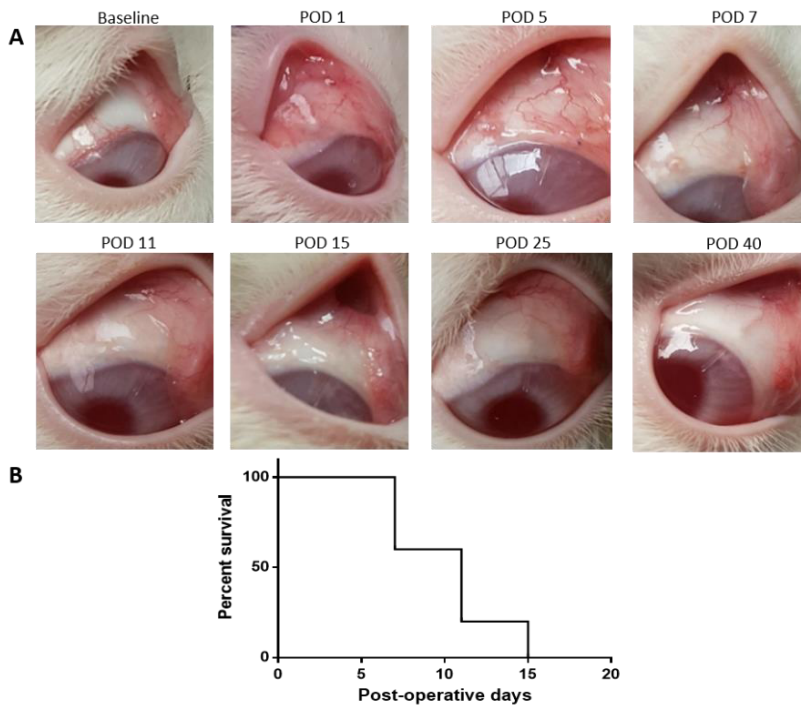 A
Baseline
POD 1
POD 5
POD 7
POD 11
POD 15
POD 25
POD 40
B
Percent survival
100
50
0
0 5 10 15 20
Post-operative days